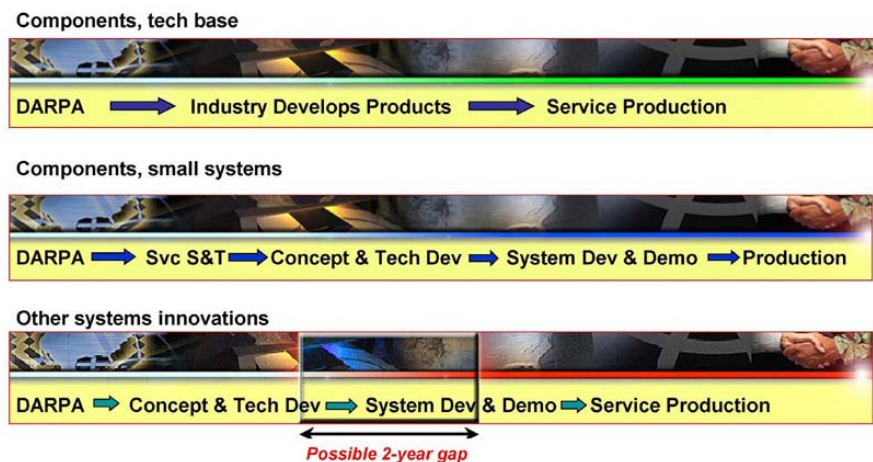 Components, tech base
DARPA Industry Develops Products Service Production
Components, small systems
DARPA Svc S&T Concept & Tech Dev System Dev & Demo Production
Other systems innovations
DARPA Concept & Tech Dev System Dev & Demo Service Production
Possible 2-year gap